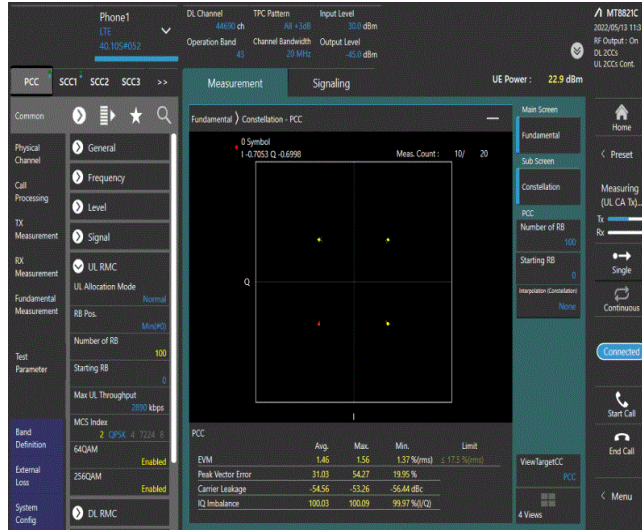 Phone1
LTE
40.10S#052
DL Channel
44690 ch
TPC Pattern
All +3dB
Input Level
30.0 dBm
Operation Band
45
Channel Bandwidth
20 MHz
Output Level
-45.0 dBm
MT8821C
2022/05/13 11:3
RF Output : On
DL 2CCs
UL 2CCs Cont.
PCC SCC1 SCC2 SCC3 >>
Measurement Signaling
UE Power : 22.9 dBm
Common
Physical
Channel
Call
Processing
TX
Measurement
RX
Measurement
Fundamental
Measurement
Test
Parameter
Band
Definition
External
Loss
System
Config
General
Frequency
Level
Signal
UL RMC
UL Allocation Mode
Normal
RB Pos.
Min(#0)
Number of RB
100
Starting RB
0
Max UL Throughput
2890 kbps
MCS Index
2 QPSK 4 7224 8
64QAM
Enabled
256QAM
Enabled
DL RMC
Fundamental > Constellation - PCC
0 Symbol
I -0.7053 Q -0.6998
Meas. Count : 10/ 20
Q
I
PCC
Avg. Max. Min. Limit
EVM 1.46 1.56 1.37 %(rms) ≤ 17.5 %(rms)
Peak Vector Error 31.03 54.27 19.95 %
Carrier Leakage -54.56 -53.26 -56.44 dBc
IQ Imbalance 100.03 100.09 99.97 %(I/Q)
Main Screen
Fundamental
Sub Screen
Constellation
PCC
Number of RB
100
Starting RB
0
Interpolation (Constellation)
None
ViewTargetCC
PCC
4 Views
Home
< Preset
Measuring
(UL CA Tx)...
Tx
Rx
Single
Continuous
Connected
Start Call
End Call
< Menu